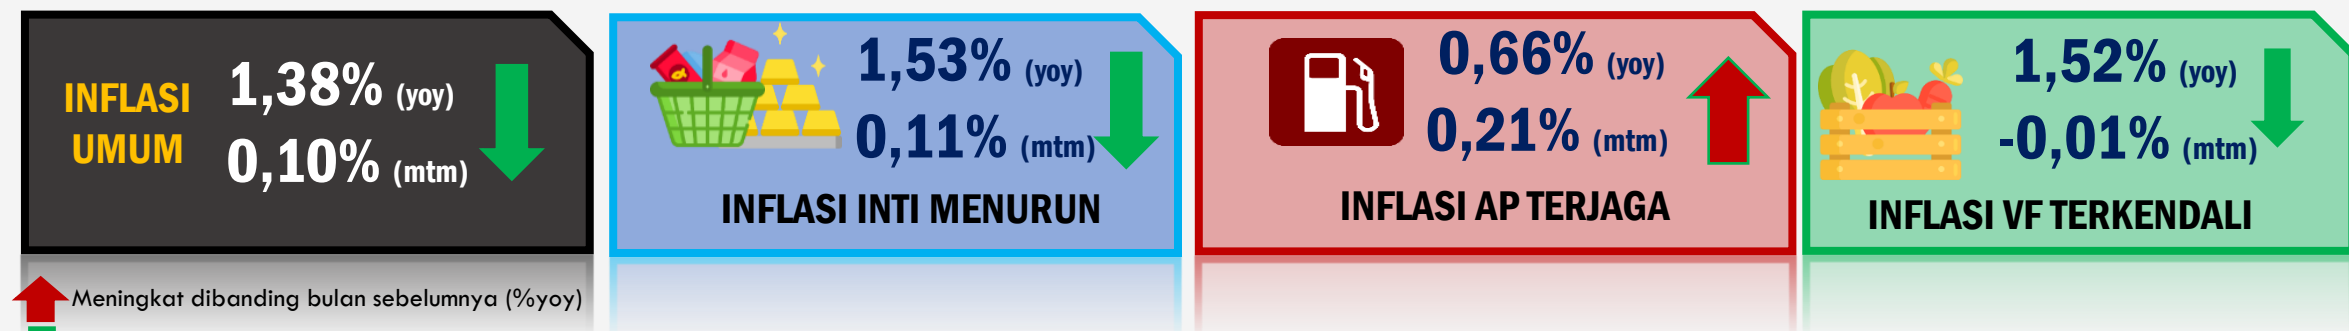 INFLASI
UMUM
1,38% (yoy)
0,10% (mtm)
1,53% (yoy)
0,11% (mtm)
INFLASI INTI MENURUN
0,66% (yoy)
0,21% (mtm)
INFLASI AP TERJAGA
1,52% (yoy)
-0,01% (mtm)
INFLASI VF TERKENDALI
Meningkat dibanding bulan sebelumnya (%yoy)